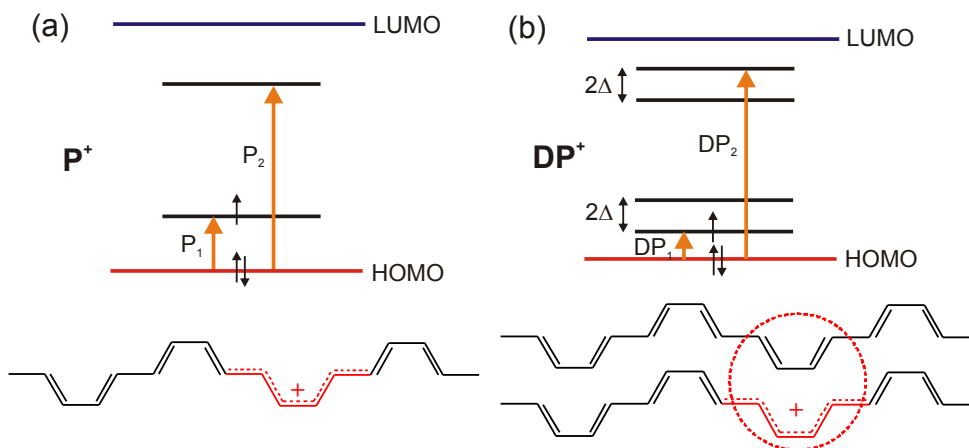 (a)
LUMO
P⁺
P₂
P₁
HOMO
+
(b)
LUMO
2Δ
DP⁺
DP₂
2Δ
DP₁
HOMO
+